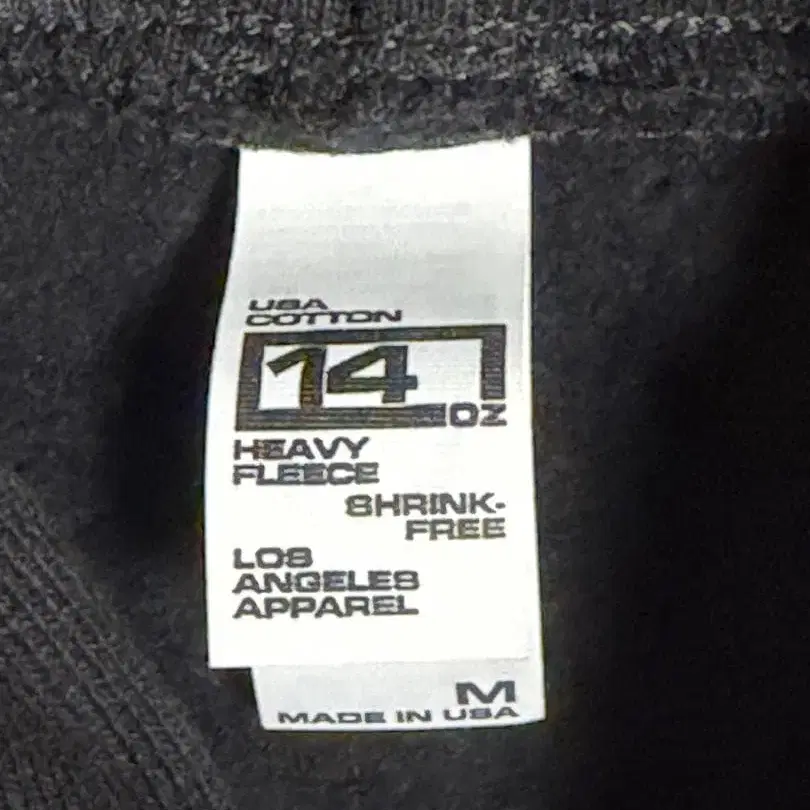 USA
COTTON
14
OZ
HEAVY
FLEECE
SHRINK-
FREE
LOS
ANGELES
APPAREL
M
MADE IN USA